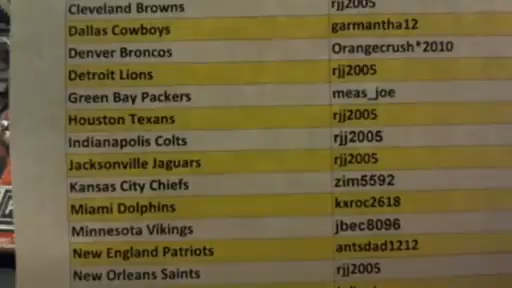 Cleveland Browns rjj2005
Dallas Cowboys garmantha12
Denver Broncos Orangecrush*2010
Detroit Lions rjj2005
Green Bay Packers meas_joe
Houston Texans rjj2005
Indianapolis Colts rjj2005
Jacksonville Jaguars rjj2005
Kansas City Chiefs zim5592
Miami Dolphins kxroc2618
Minnesota Vikings jbec8096
New England Patriots antsdad1212
New Orleans Saints rjj2005